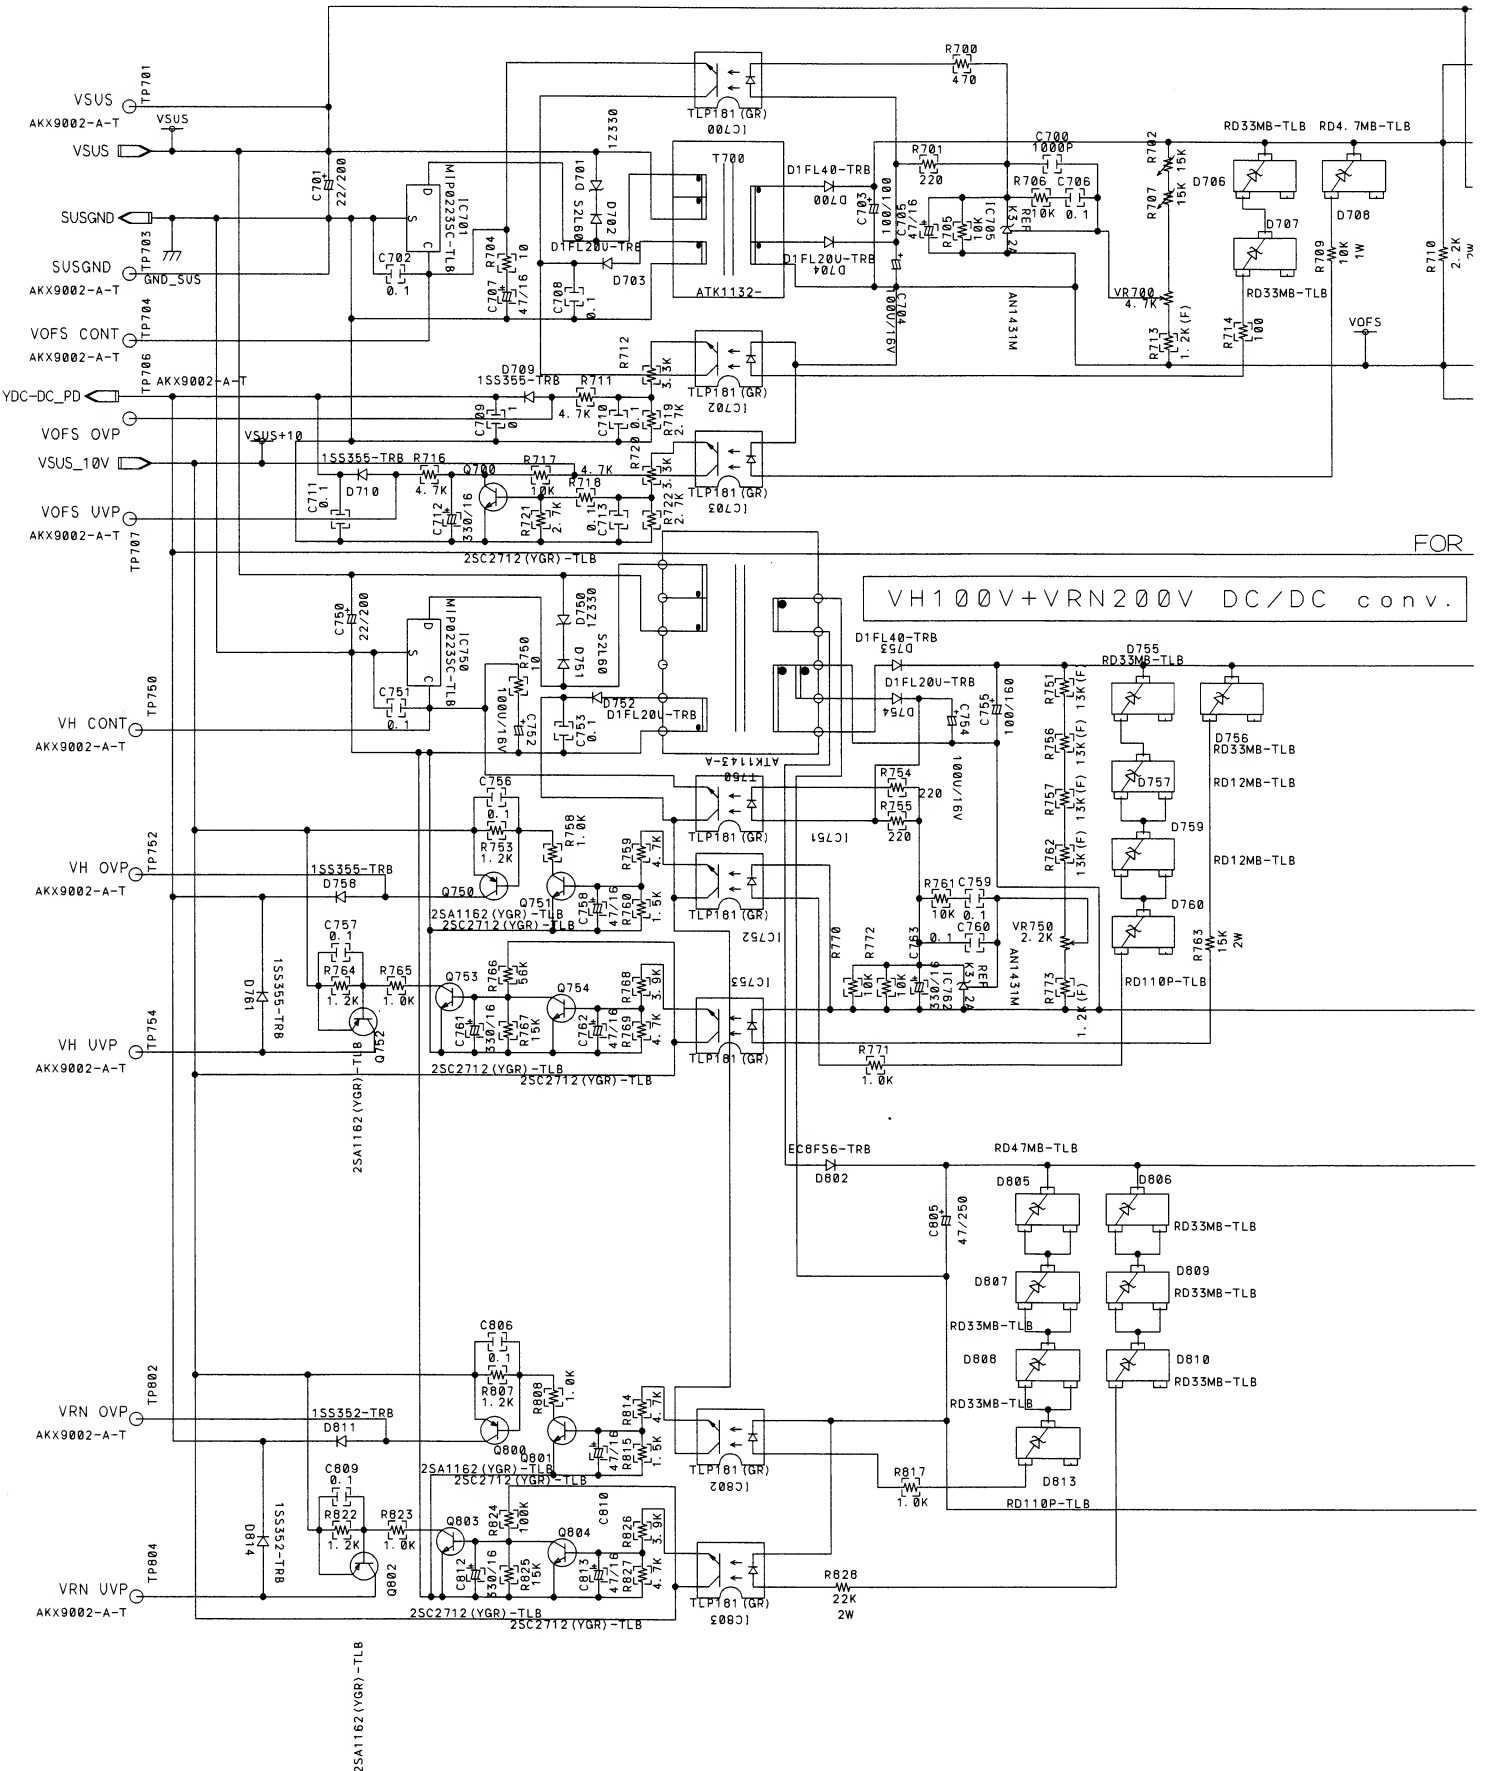 VSUS
TP701
AKX9002-A-T
VSUS
VSUS
SUSGND
TP703
SUSGND
GND_SUS
AKX9002-A-T
TP704
VOFS CONT
AKX9002-A-T
TP706
AKX9002-A-T
YDC-DC_PD
VOFS OVP
VSUS+10
VSUS_10V
VOFS UVP
AKX9002-A-T
TP707
C701
22/200
MIP0223SC-TLB
IC701
D
S
C
C702
0.1
R704
10
C707
47/16
C708
0.1
1Z330
D701
S2L60
D702
D1FL20U-TRB
D703
TLP181(GR)
IC700
T700
ATK1132-
R700
470
D1FL40-TRB
D700
D1FL20U-TRB
D704
C703
100/100
C704
100U/16V
R701
220
C705
47/16
R705
IC705
REF
AN1431M
C700
1000P
R706
10K
C706
0.1
R702
15K
R707
15K
VR700
4.7K
R713
1.2K(F)
RD33MB-TLB
RD4.7MB-TLB
D706
D707
D708
RD33MB-TLB
R714
100
R709
10K
1W
R710
2.2K
2W
VOFS
R712
3.3K
D709
1SS355-TRB
R711
4.7K
C709
0.1
C710
0.1
R719
2.7K
TLP181(GR)
IC702
1SS355-TRB
D710
C711
0.1
R716
4.7K
Q700
R717
10K
4.7K
R718
R720
3.3K
C712
330/16
R721
2.7K
C713
0.1
R722
2.7K
TLP181(GR)
IC703
2SC2712(YGR)-TLB
FOR
VH100V+VRN200V DC/DC conv.
C750
22/200
MIP0223SC-TLB
IC750
D
S
C
C751
0.1
R750
10
100U/16V
C752
D750
1Z330
S2L60
D751
D752
D1FL20U-TRB
C753
0.1
ATK1143-A
T750
D1FL40-TRB
D753
D1FL20U-TRB
D754
C754
100U/16V
C755
100/160
R751
13K(F)
R756
13K(F)
R757
13K(F)
R762
13K(F)
D755
RD33MB-TLB
D756
RD33MB-TLB
D757
RD12MB-TLB
D759
RD12MB-TLB
D760
RD110P-TLB
R763
15K
2W
TP750
VH CONT
AKX9002-A-T
TP752
VH OVP
AKX9002-A-T
TP754
VH UVP
AKX9002-A-T
C756
0.1
R753
1.2K
R758
1.0K
R759
4.7K
Q750
Q751
2SA1162(YGR)-TLB
2SC2712(YGR)-TLB
C758
47/16
R760
1.5K
TLP181(GR)
IC751
R754
220
R755
220
TLP181(GR)
IC752
1SS355-TRB
D758
C757
0.1
R764
1.2K
R765
1.0K
D761
1SS355-TRB
Q752
2SA1162(YGR)-TLB
Q753
R766
56K
Q754
C761
330/16
R767
15K
C762
47/16
R768
3.9K
R769
4.7K
2SC2712(YGR)-TLB
2SC2712(YGR)-TLB
IC753
TLP181(GR)
R761
10K
C759
0.1
C760
0.1
R770
10K
R772
10K
C763
IC762
REF
AN1431M
VR750
2.2K
R773
1.2K(F)
R771
1.0K
EC8FS6-TRB
D802
C805
47/250
RD47MB-TLB
D805
D806
RD33MB-TLB
D807
D809
RD33MB-TLB
RD33MB-TLB
D808
D810
RD33MB-TLB
RD33MB-TLB
D813
RD110P-TLB
TP802
VRN OVP
AKX9002-A-T
TP804
VRN UVP
AKX9002-A-T
C806
0.1
R807
1.2K
R808
1.0K
R814
4.7K
1SS352-TRB
D811
Q800
Q801
2SA1162(YGR)-TLB
2SC2712(YGR)-TLB
47/16
C810
R815
1.5K
TLP181(GR)
IC802
R817
1.0K
C809
0.1
R822
1.2K
R823
1.0K
D814
1SS352-TRB
Q802
2SA1162(YGR)-TLB
Q803
R824
100K
Q804
C812
330/16
R825
15K
C813
47/16
R826
3.9K
R827
4.7K
2SC2712(YGR)-TLB
2SC2712(YGR)-TLB
TLP181(GR)
IC803
R828
22K
2W